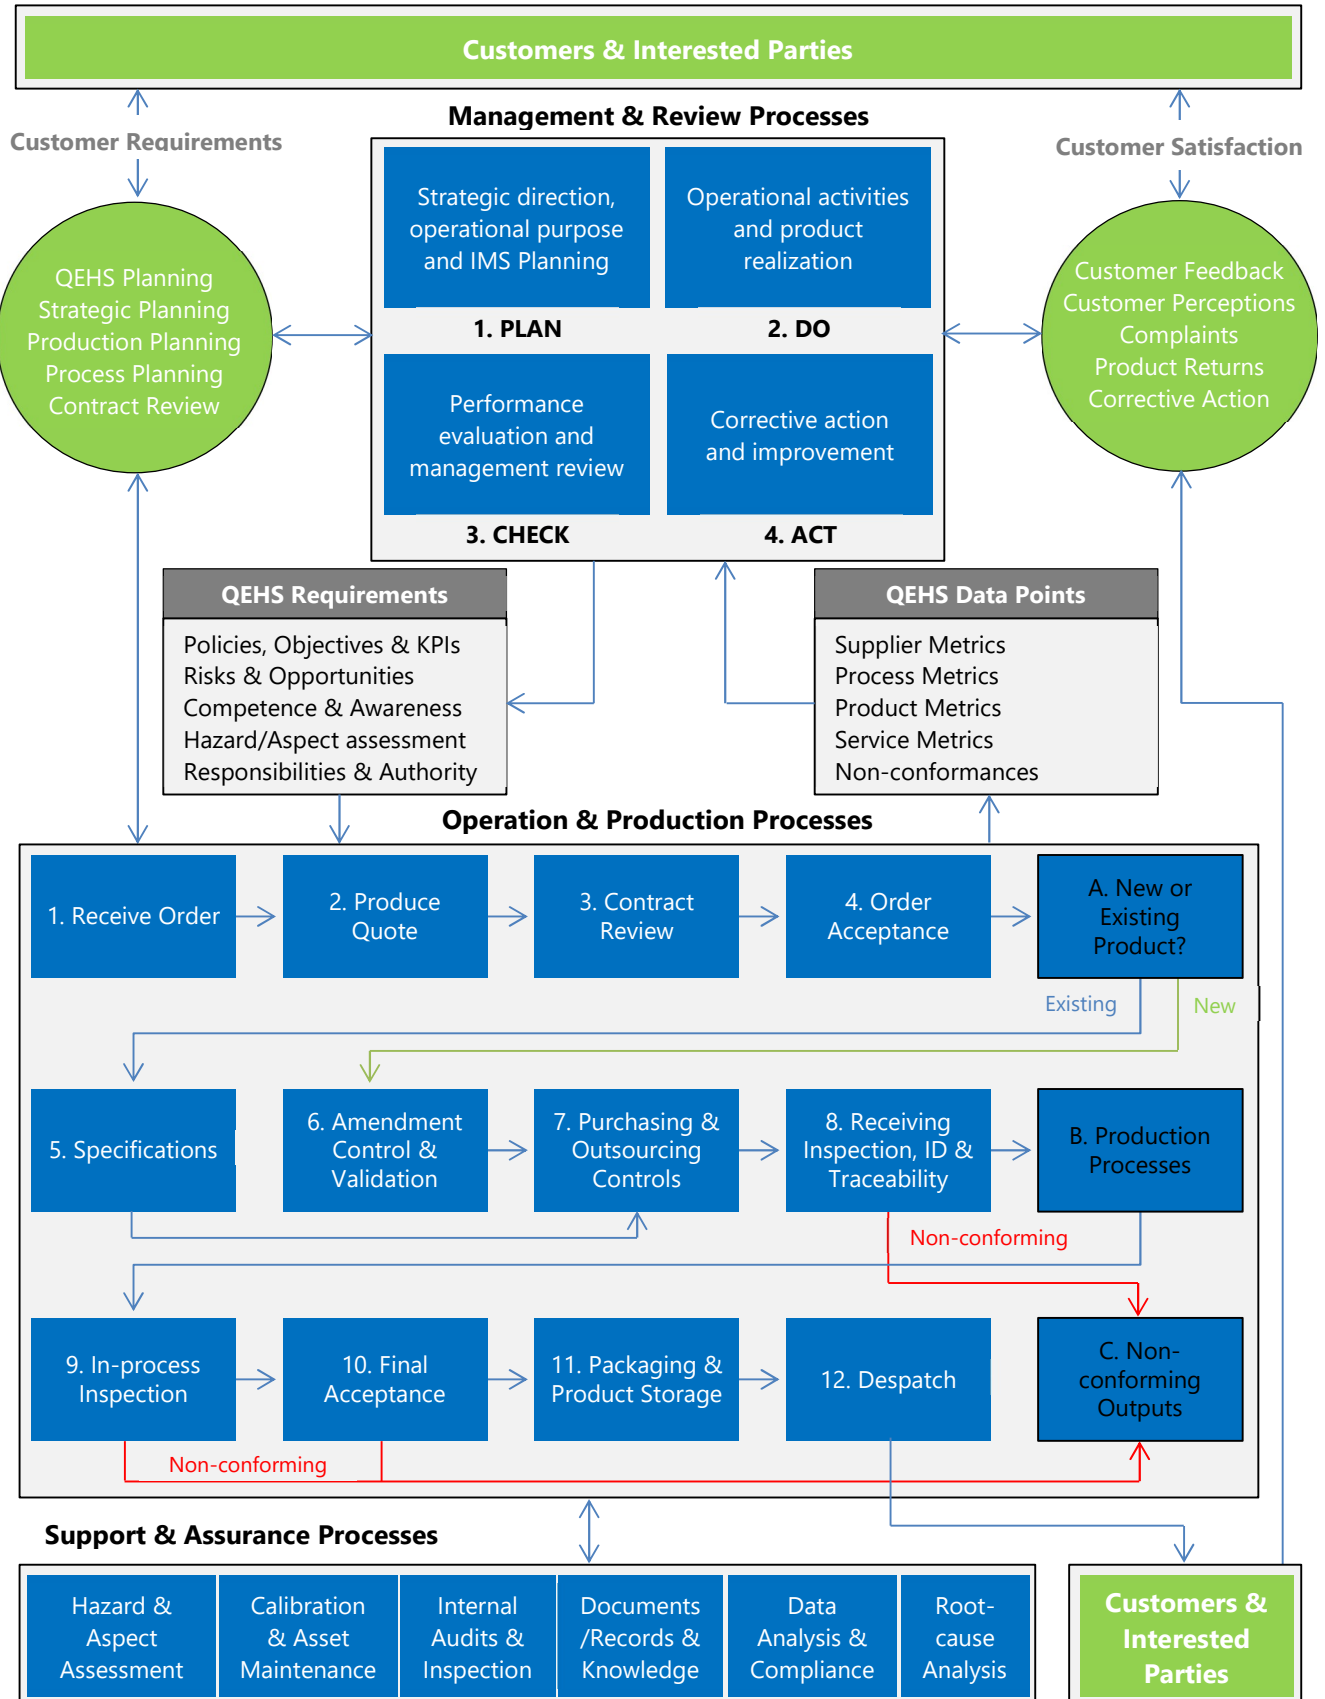 Customers & Interested Parties
Management & Review Processes
Customer Requirements
Customer Satisfaction
Strategic direction,
operational purpose
and IMS Planning
1. PLAN
Operational activities
and product
realization
2. DO
QEHS Planning
Strategic Planning
Production Planning
Process Planning
Contract Review
Customer Feedback
Customer Perceptions
Complaints
Product Returns
Corrective Action
Performance
evaluation and
management review
3. CHECK
Corrective action
and improvement
4. ACT
QEHS Requirements
Policies, Objectives & KPIs
Risks & Opportunities
Competence & Awareness
Hazard/Aspect assessment
Responsibilities & Authority
QEHS Data Points
Supplier Metrics
Process Metrics
Product Metrics
Service Metrics
Non-conformances
Operation & Production Processes
1. Receive Order
2. Produce
Quote
3. Contract
Review
4. Order
Acceptance
A. New or
Existing
Product?
Existing
New
5. Specifications
6. Amendment
Control &
Validation
7. Purchasing &
Outsourcing
Controls
8. Receiving
Inspection, ID &
Traceability
B. Production
Processes
Non-conforming
9. In-process
Inspection
10. Final
Acceptance
11. Packaging &
Product Storage
12. Despatch
C. Non-
conforming
Outputs
Non-conforming
Support & Assurance Processes
Hazard &
Aspect
Assessment
Calibration
& Asset
Maintenance
Internal
Audits &
Inspection
Documents
/Records &
Knowledge
Data
Analysis &
Compliance
Root-
cause
Analysis
Customers &
Interested
Parties